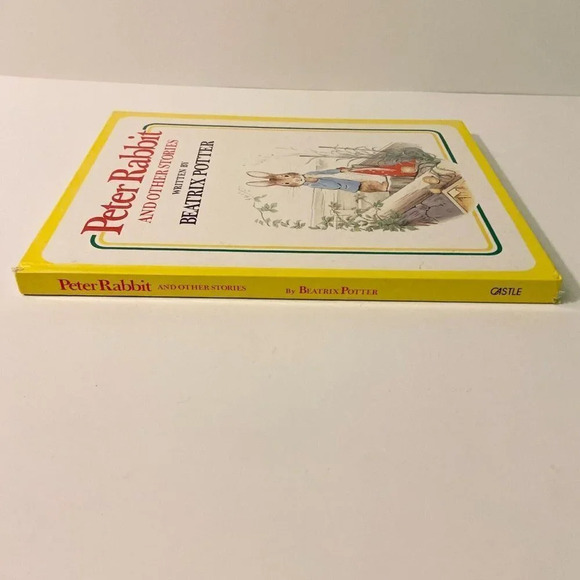 Peter Rabbit
AND OTHER STORIES
WRITTEN BY
BEATRIX POTTER
Peter Rabbit AND OTHER STORIES By BEATRIX POTTER CASTLE